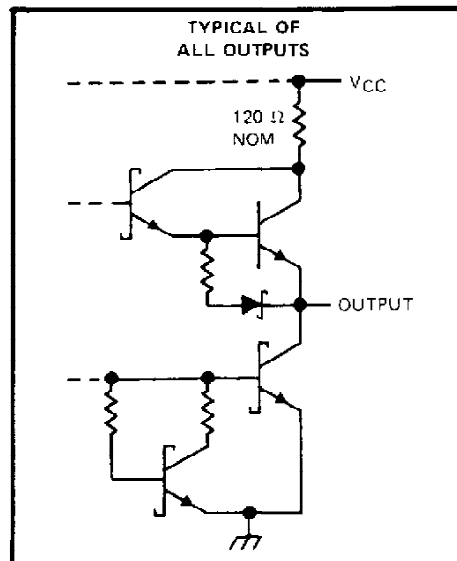 TYPICAL OF
ALL OUTPUTS
VCC
120 Ω
NOM
OUTPUT